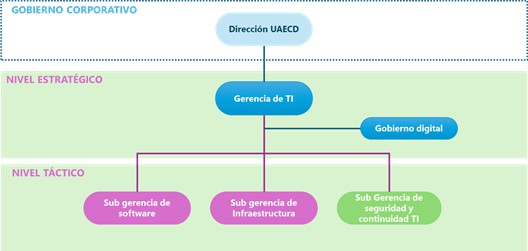 GOBIERNO CORPORATIVO
Dirección UAECD
NIVEL ESTRATÉGICO
Gerencia de TI
Gobierno digital
NIVEL TÁCTICO
Sub gerencia de
software
Sub gerencia de
Infraestructura
Sub Gerencia de
seguridad y
continuidad TI